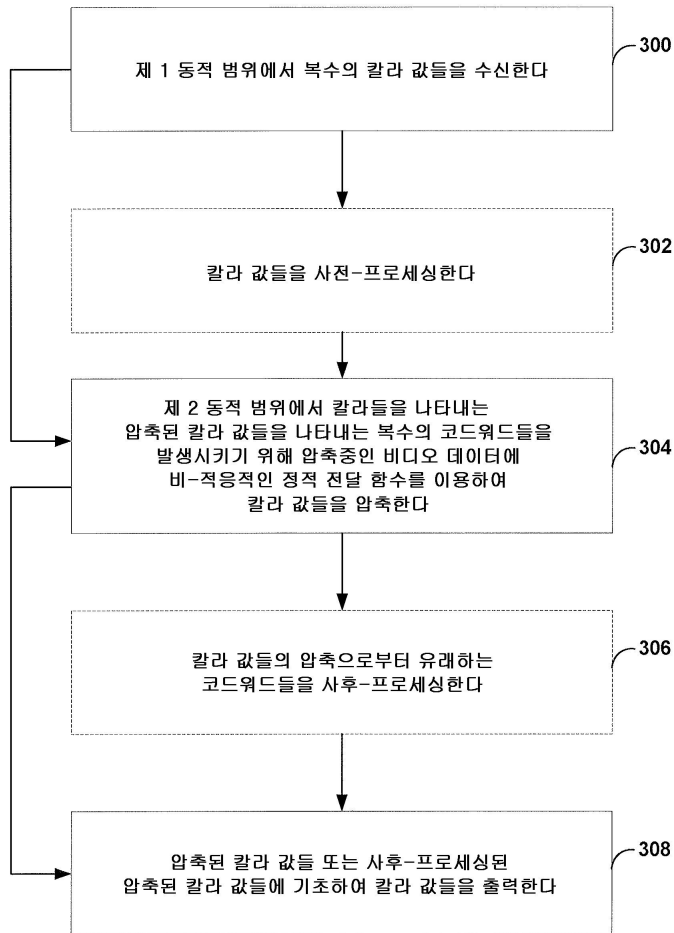 제 1 동적 범위에서 복수의 칼라 값들을 수신한다
300
칼라 값들을 사전-프로세싱한다
302
제 2 동적 범위에서 칼라들을 나타내는
압축된 칼라 값들을 나타내는 복수의 코드워드들을
발생시키기 위해 압축중인 비디오 데이터에
비-적응적인 정적 전달 함수를 이용하여
칼라 값들을 압축한다
304
칼라 값들의 압축으로부터 유래하는
코드워드들을 사후-프로세싱한다
306
압축된 칼라 값들 또는 사후-프로세싱된
압축된 칼라 값들에 기초하여 칼라 값들을 출력한다
308